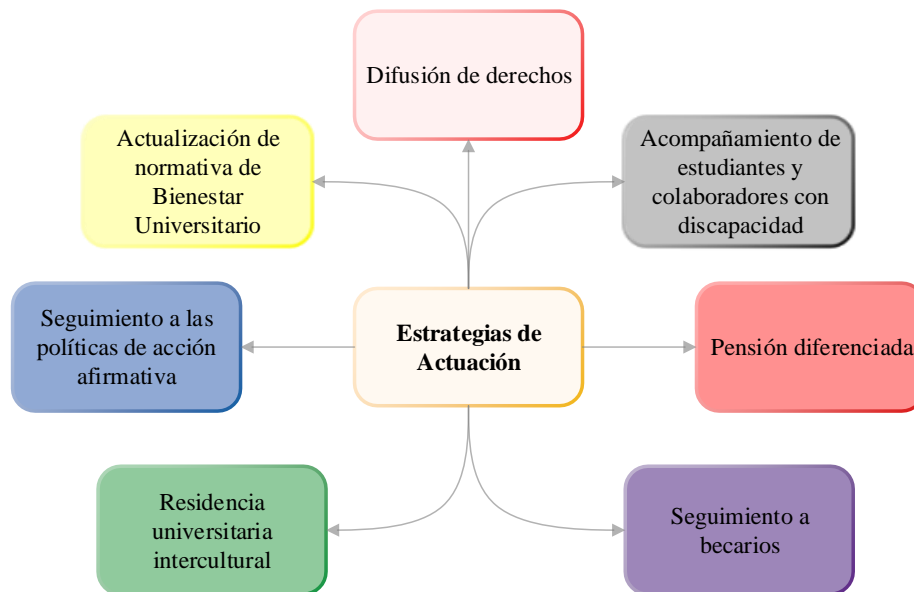 Difusión de derechos
Actualización de
normativa de
Bienestar
Universitario
Acompañamiento de
estudiantes y
colaboradores con
discapacidad
Seguimiento a las
políticas de acción
afirmativa
Estrategias de
Actuación
Pensión diferenciada
Residencia
universitaria
intercultural
Seguimiento a
becarios